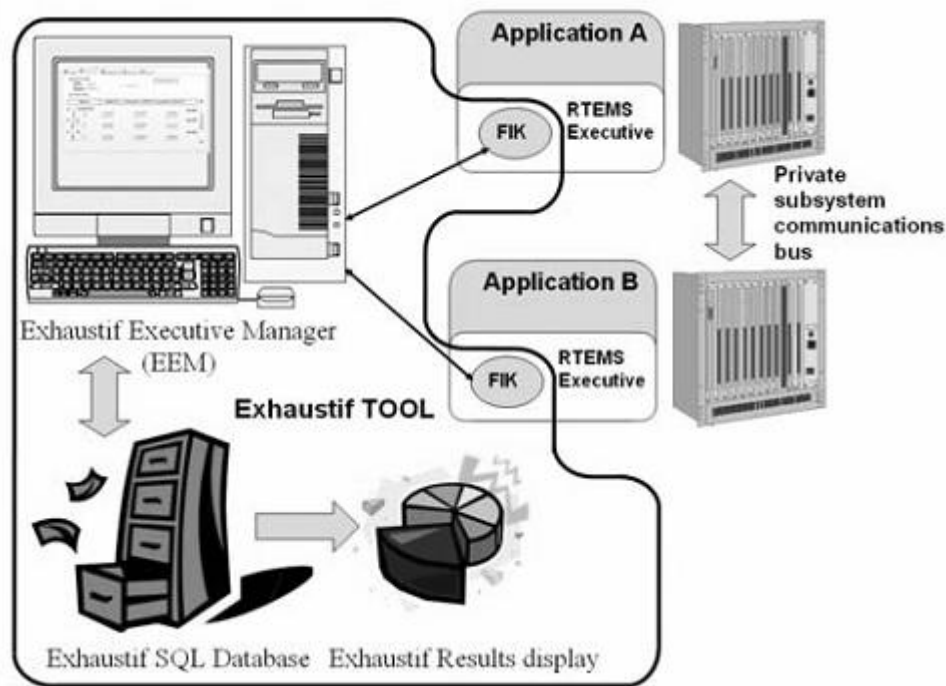 Application A
FIK
RTEMS
Executive
Private
subsystem
communications
bus
Application B
FIK
RTEMS
Executive
Exhaustif Executive Manager
(EEM)
Exhaustif TOOL
Exhaustif SQL Database
Exhaustif Results display